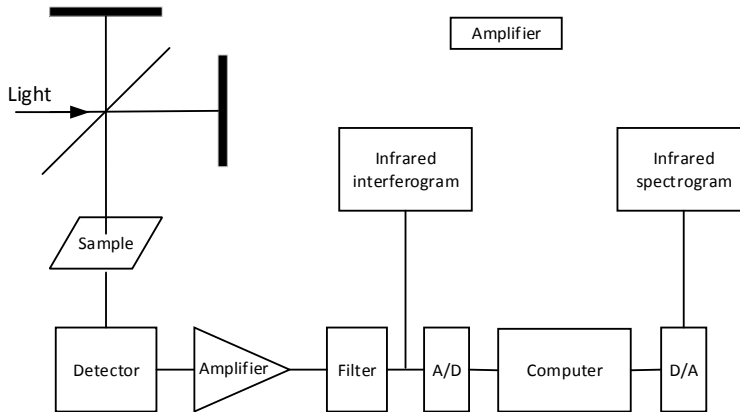 Amplifier
Light
Infrared
interferogram
Infrared
spectrogram
Sample
Detector
Amplifier
Filter
A/D
Computer
D/A